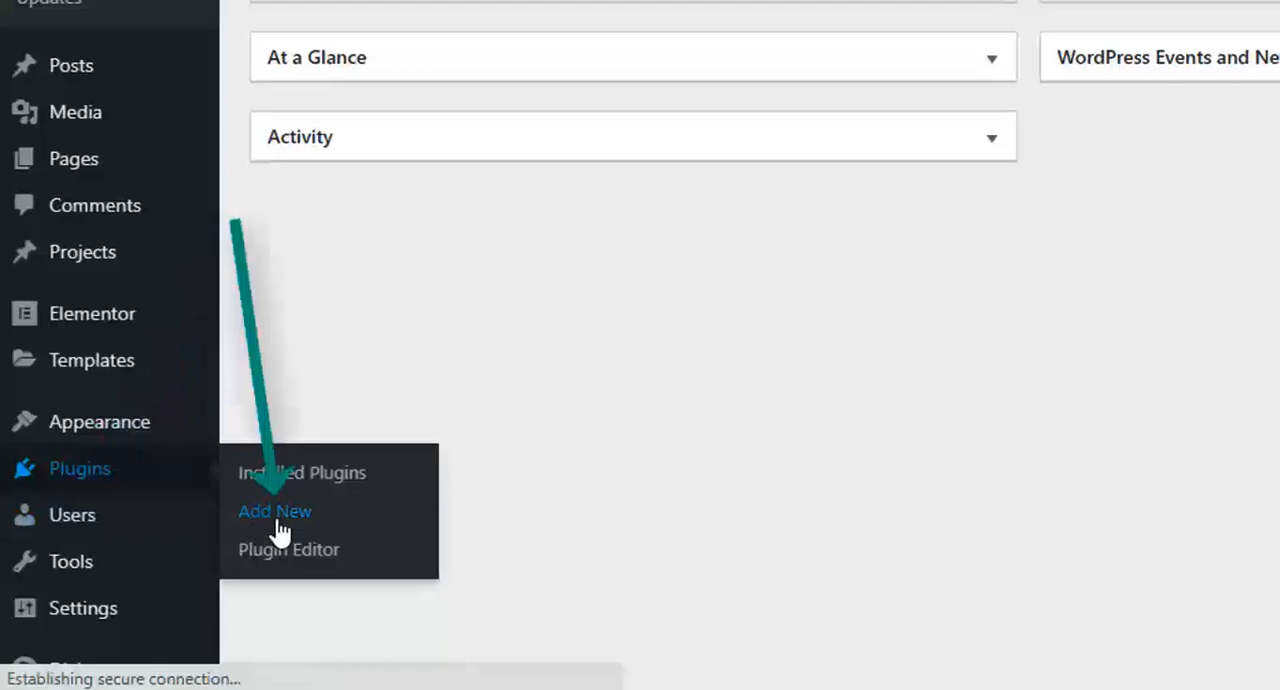 Updates
Posts
Media
Pages
Comments
Projects
Elementor
Templates
Appearance
Plugins
Users
Tools
Settings
At a Glance
WordPress Events and Ne
Activity
Installed Plugins
Add New
Plugin Editor
Establishing secure connection...